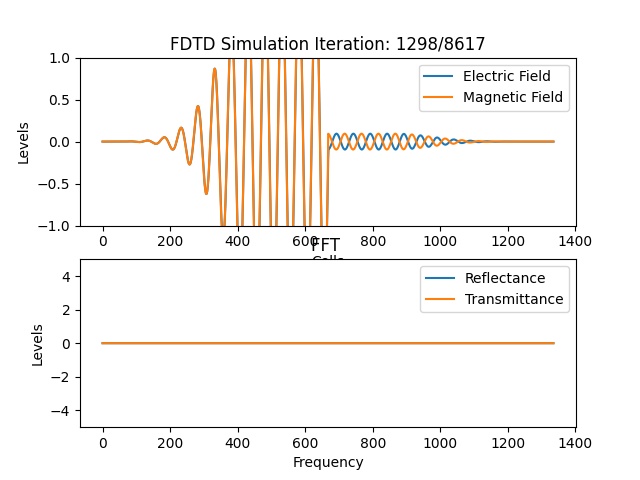 FDTD Simulation Iteration: 1298/8617
1.0
0.5
0.0
−0.5
−1.0
Levels
Electric Field
Magnetic Field
0 200 400 600 800 1000 1200 1400
Cells
FFT
4
2
0
−2
−4
Levels
Reflectance
Transmittance
0 200 400 600 800 1000 1200 1400
Frequency